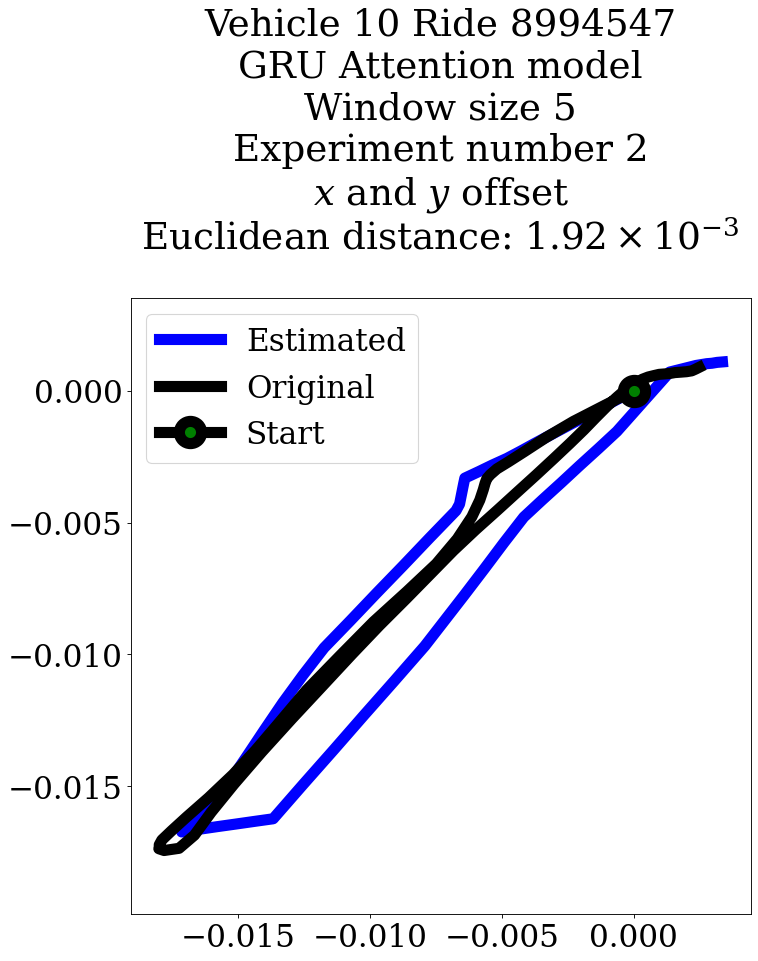 Vehicle 10 Ride 8994547
GRU Attention model
Window size 5
Experiment number 2
x and y offset
Euclidean distance: 1.92 × 10⁻³
Estimated
Original
Start
0.000
−0.005
−0.010
−0.015
−0.015 −0.010 −0.005 0.000